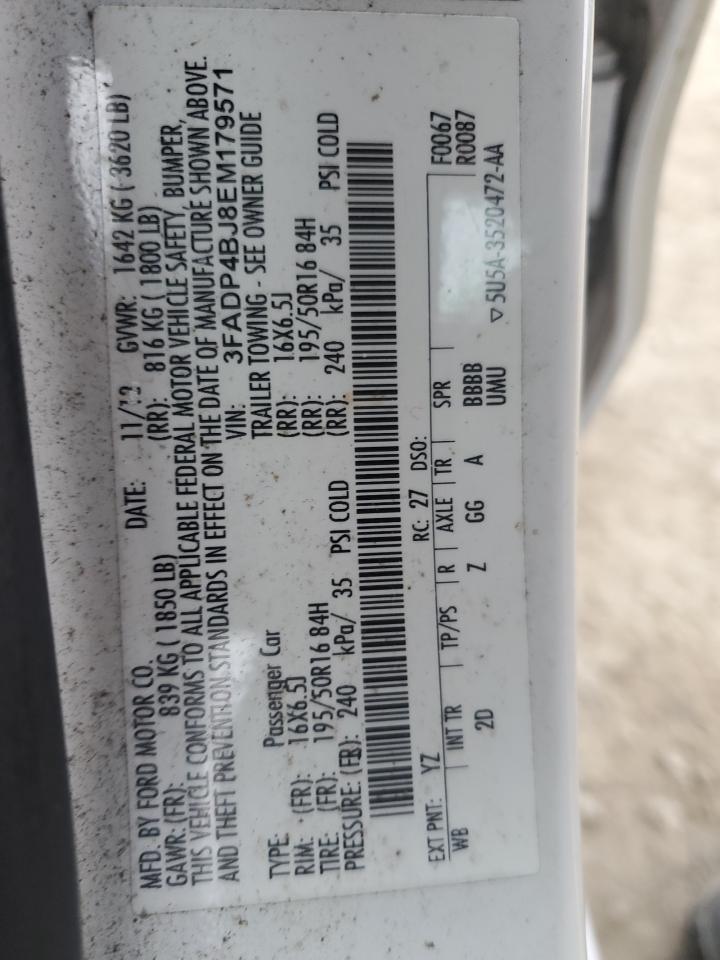 MFD. BY FORD MOTOR CO. DATE: 11/12 GVWR: 1642 KG ( 3620 LB)
GAWR: (FR): 839 KG ( 1850 LB) (RR): 816 KG ( 1800 LB)
THIS VEHICLE CONFORMS TO ALL APPLICABLE FEDERAL MOTOR VEHICLE SAFETY, BUMPER,
AND THEFT PREVENTION STANDARDS IN EFFECT ON THE DATE OF MANUFACTURE SHOWN ABOVE.
VIN: 3FADP4BJ8EM179571
TYPE: Passenger Car TRAILER TOWING - SEE OWNER GUIDE
RIM: (FR): 16X6.5J (RR): 16X6.5J
TIRE: (FR): 195/50R16 84H (RR): 195/50R16 84H
PRESSURE: (FR): 240 kPa/ 35 PSI COLD (RR): 240 kPa/ 35 PSI COLD
EXT PNT: YZ RC: 27 DSO: F0067
R0087
WB INT TR TP/PS R AXLE TR SPR
2D Z GG A BBBB
UMU ▽5U5A-3520472-AA